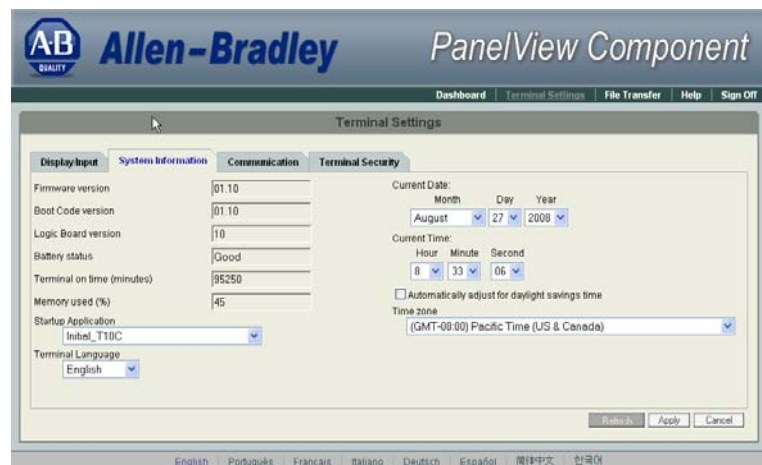 A·B
QUALITY
Allen-Bradley
PanelView Component
Dashboard | Terminal Settings | File Transfer | Help | Sign Off
Terminal Settings
Display/Input
System Information
Communication
Terminal Security
Firmware version 01.10
Boot Code version 01.10
Logic Board version 10
Battery status Good
Terminal on time (minutes) 95250
Memory used (%) 45
Startup Application
Initial_T10C
Terminal Language
English
Current Date:
Month Day Year
August 27 2008
Current Time:
Hour Minute Second
8 33 06
Automatically adjust for daylight savings time
Time zone
(GMT-08:00) Pacific Time (US & Canada)
Refresh Apply Cancel
English | Português | Français | Italiano | Deutsch | Español | 简体中文 | 한국어